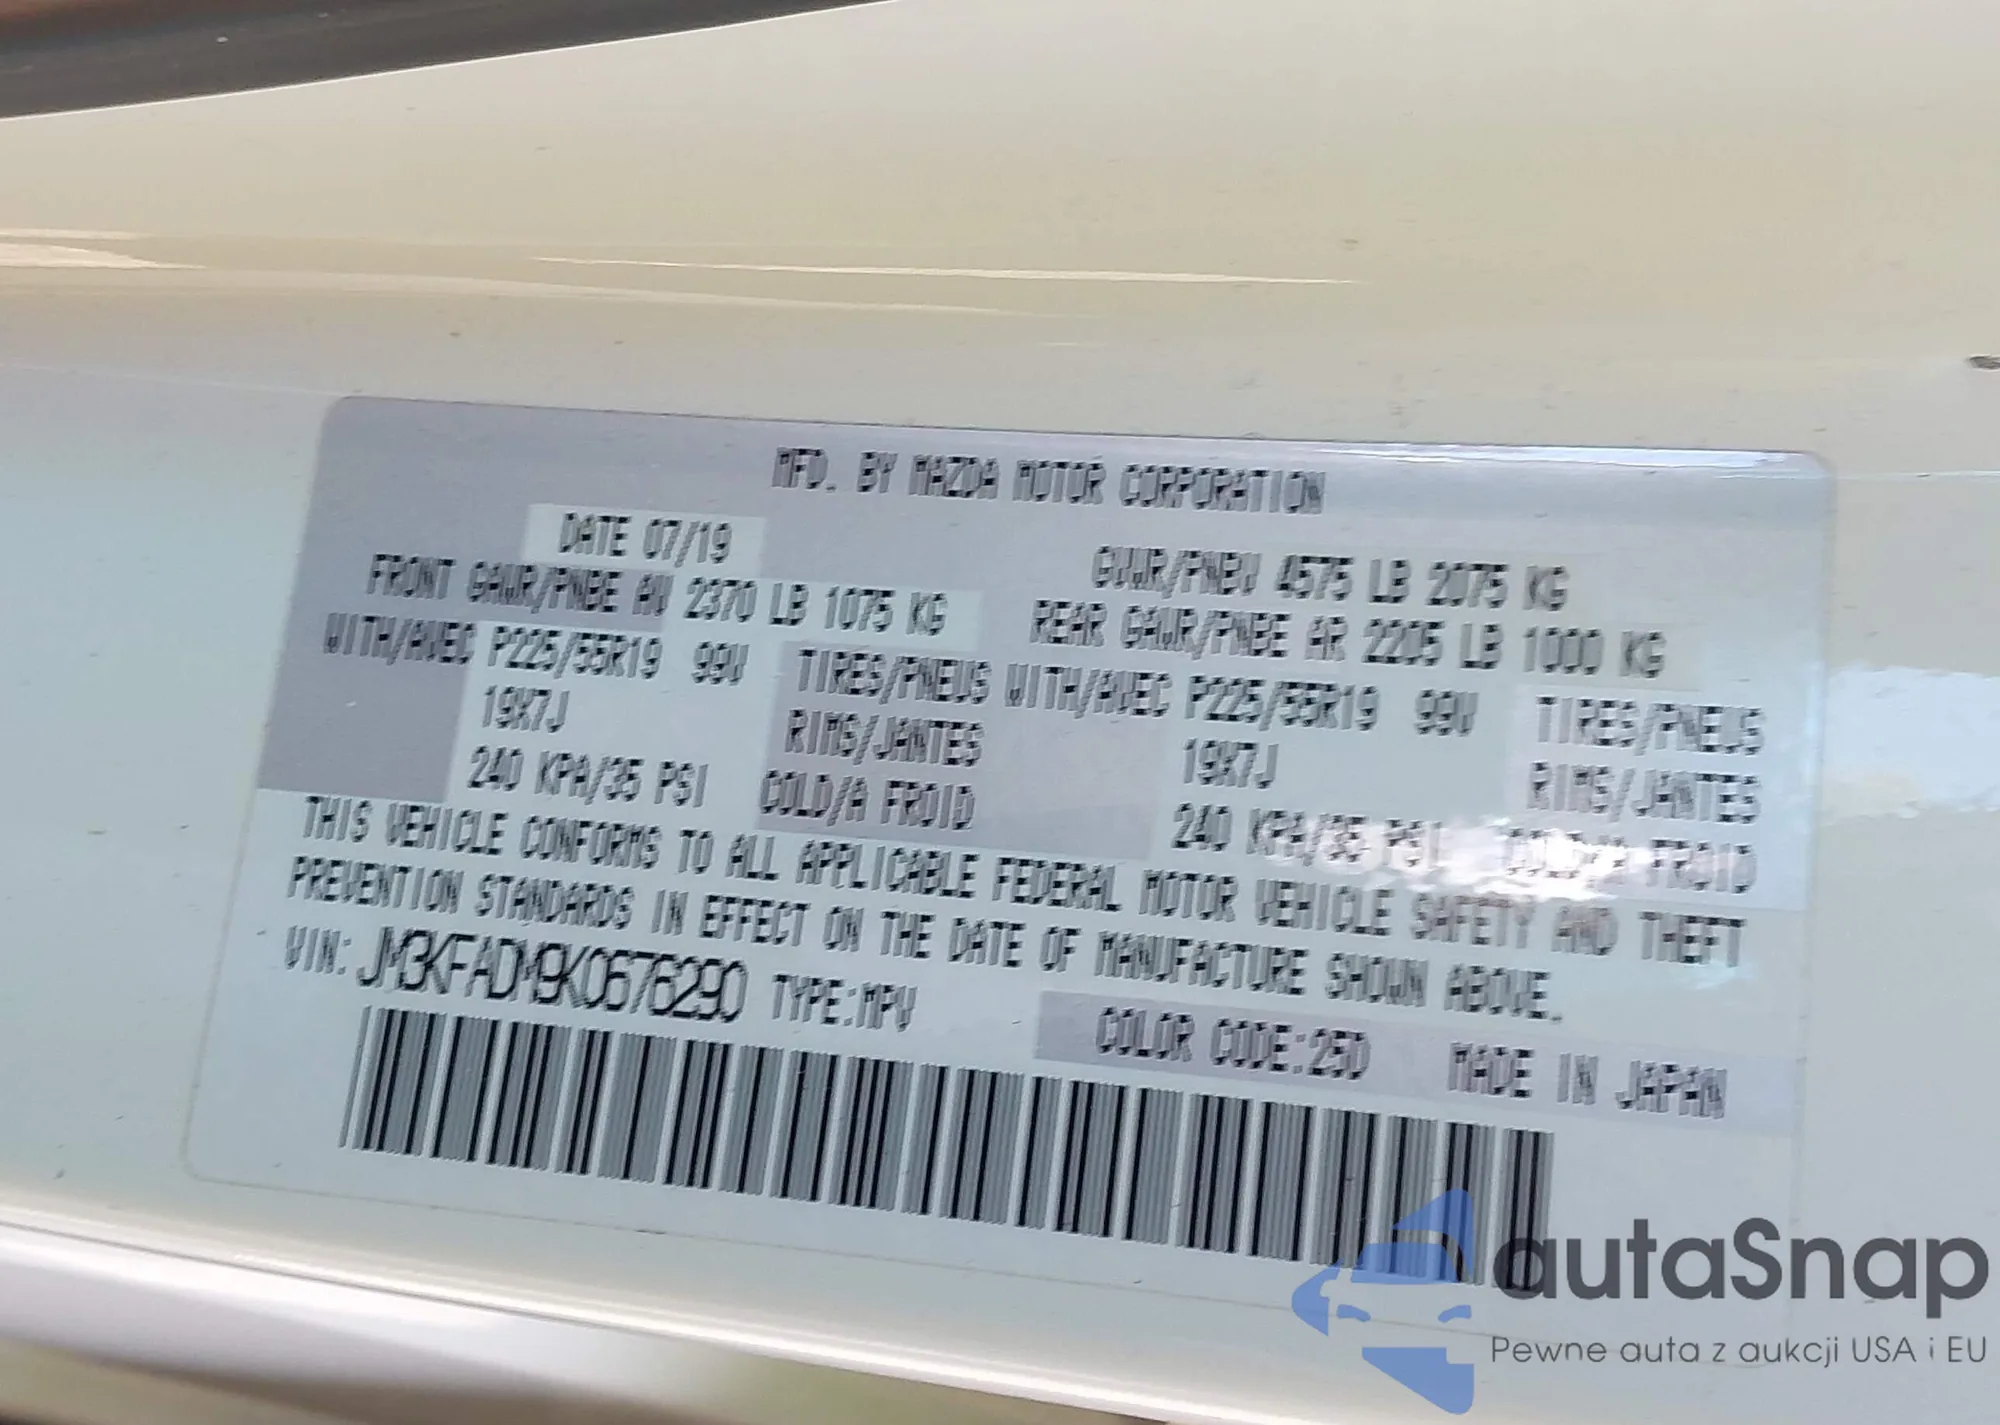 MFD. BY MAZDA MOTOR CORPORATION
DATE 07/19
GVWR/PNBV 4575 LB 2075 KG
FRONT GAWR/PNBE AV 2370 LB 1075 KG
REAR GAWR/PNBE AR 2205 LB 1000 KG
WITH/AVEC P225/55R19 99V TIRES/PNEUS WITH/AVEC P225/55R19 99V TIRES/PNEUS
19X7J RIMS/JANTES 19X7J RIMS/JANTES
240 KPA/35 PSI COLD/A FROID 240 KPA/35 PSI COLD/A FROID
THIS VEHICLE CONFORMS TO ALL APPLICABLE FEDERAL MOTOR VEHICLE SAFETY AND THEFT
PREVENTION STANDARDS IN EFFECT ON THE DATE OF MANUFACTURE SHOWN ABOVE.
VIN: JM3KFADM9K0676290 TYPE:MPV
COLOR CODE:25D MADE IN JAPAN
autaSnap
Pewne auta z aukcji USA i EU